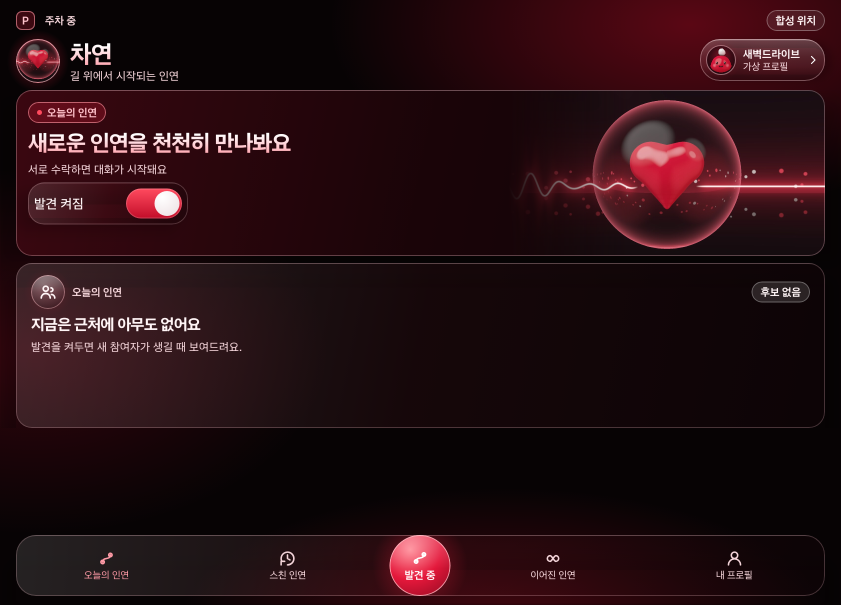 P 주차 중
합성 위치
차연
길 위에서 시작되는 인연
새벽드라이브
가상 프로필
오늘의 인연
새로운 인연을 천천히 만나봐요
서로 수락하면 대화가 시작돼요
발견 켜짐
오늘의 인연
후보 없음
지금은 근처에 아무도 없어요
발견을 켜두면 새 참여자가 생길 때 보여드려요.
오늘의 인연
스친 인연
발견 중
이어진 인연
내 프로필